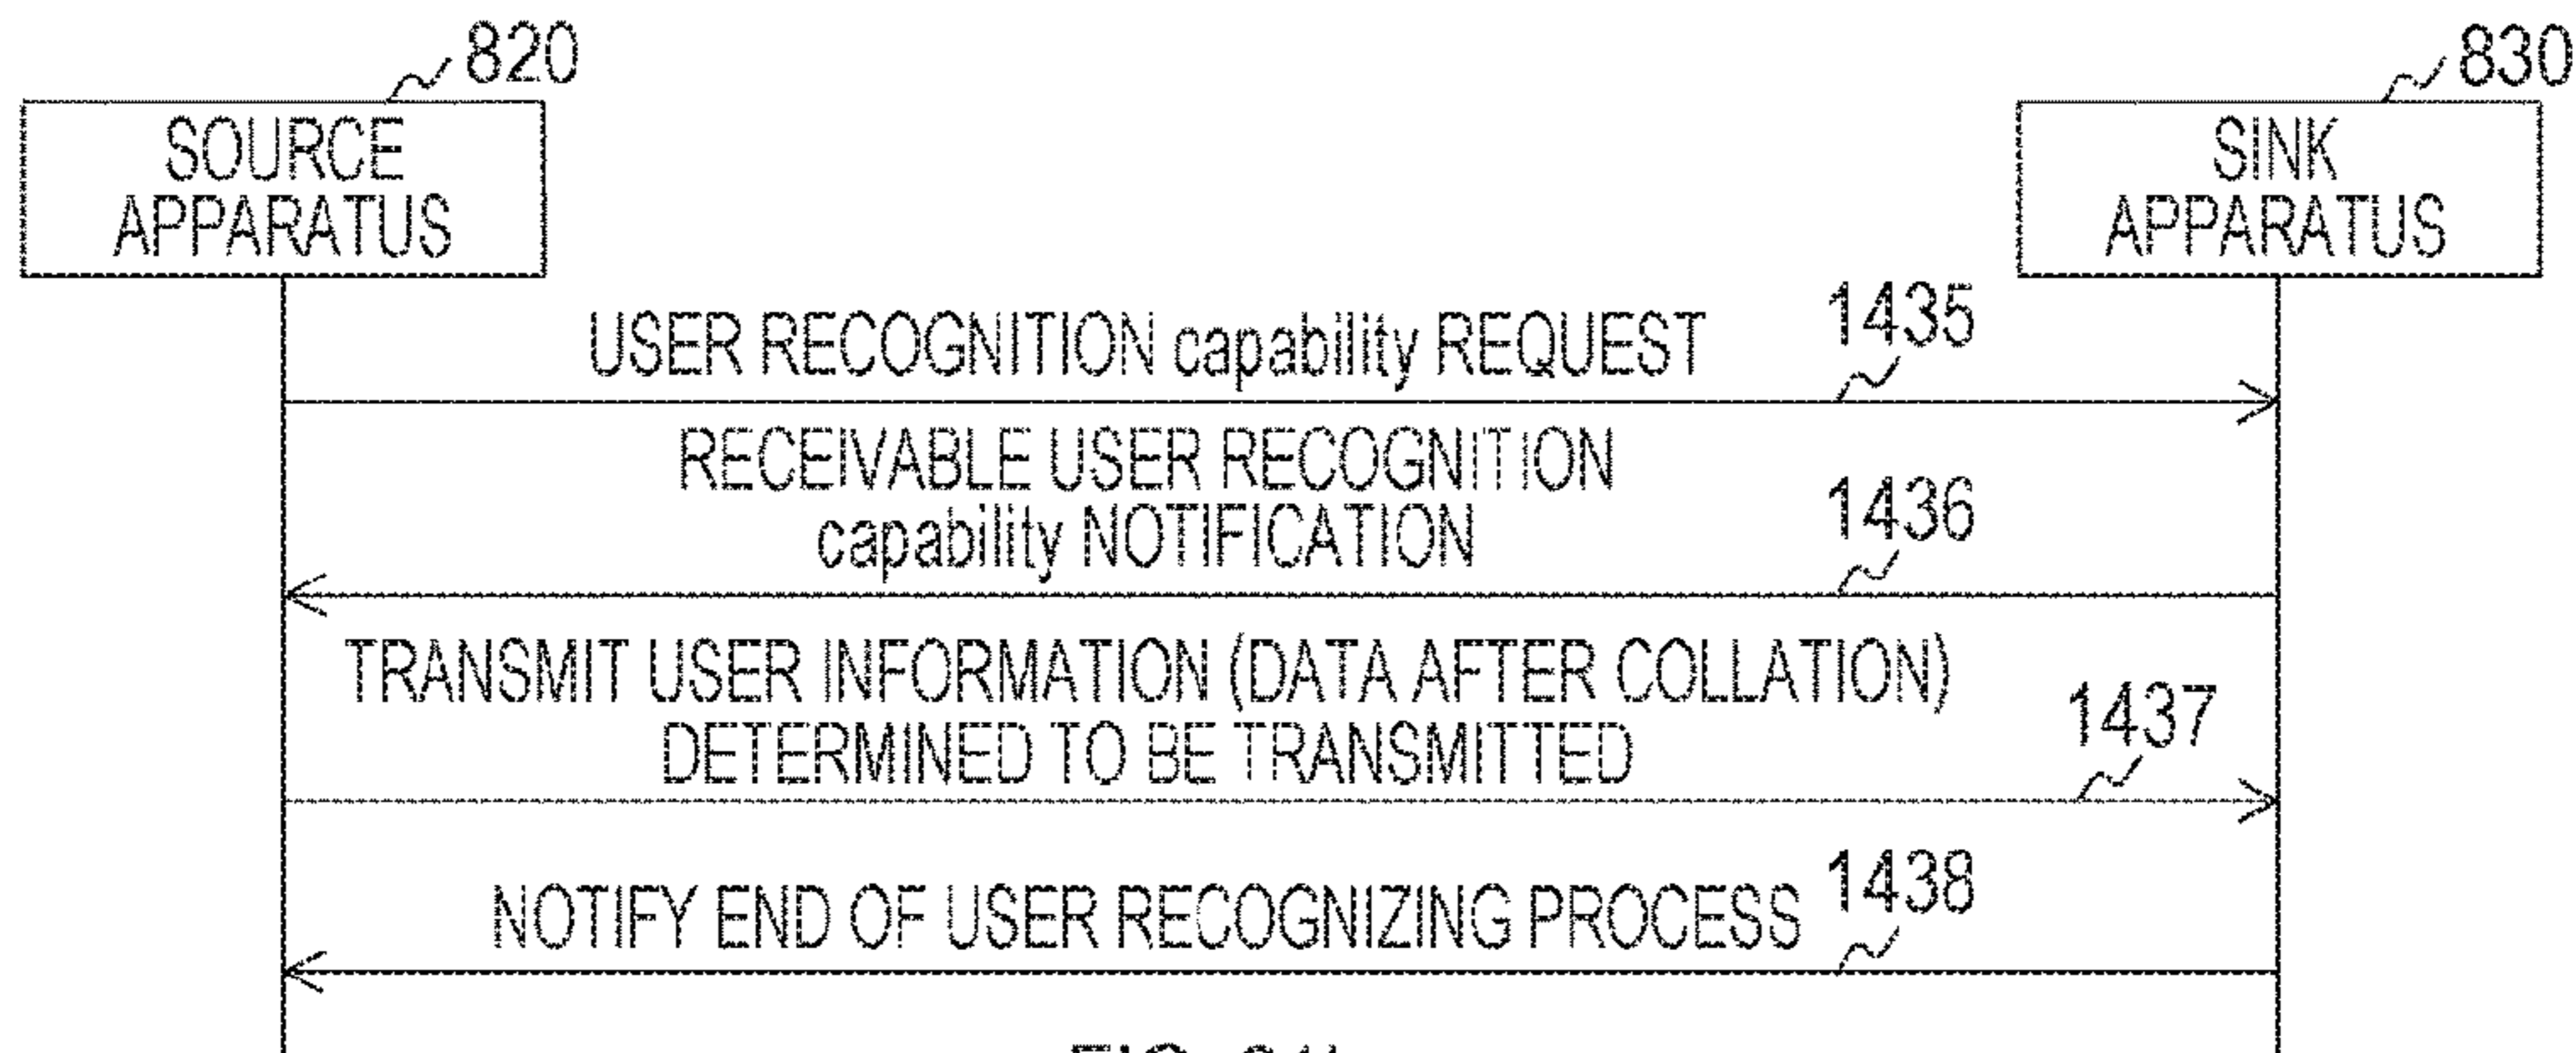 820
830
SOURCE
APPARATUS
SINK
APPARATUS
USER RECOGNITION capability REQUEST
1435
RECEIVABLE USER RECOGNITION
capability NOTIFICATION
1436
TRANSMIT USER INFORMATION (DATA AFTER COLLATION)
DETERMINED TO BE TRANSMITTED
1437
NOTIFY END OF USER RECOGNIZING PROCESS
1438